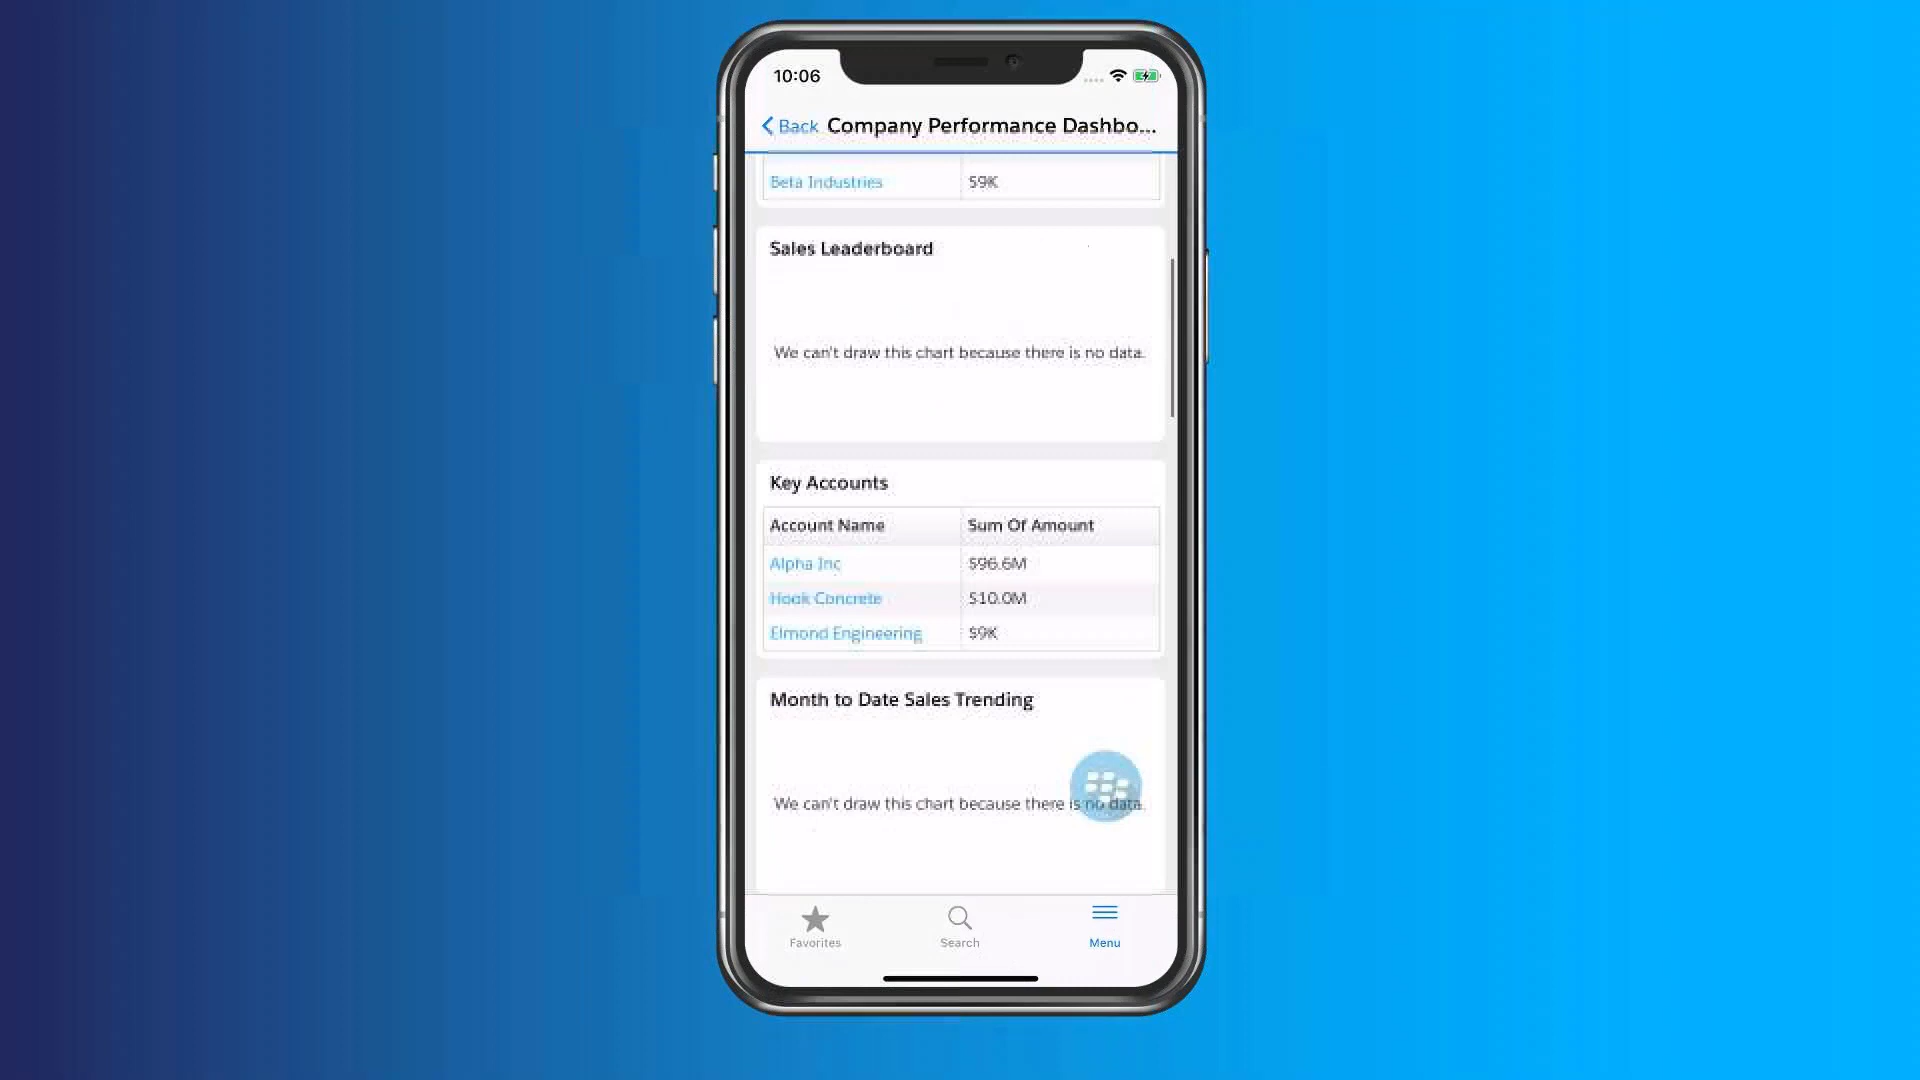 10:06
Back Company Performance Dashbo...
Beta Industries $9K
Sales Leaderboard
We can't draw this chart because there is no data.
Key Accounts
Account Name Sum Of Amount
Alpha Inc $96.6M
Hook Concrete $10.0M
Elmond Engineering $9K
Month to Date Sales Trending
We can't draw this chart because there is no data.
Favorites Search Menu